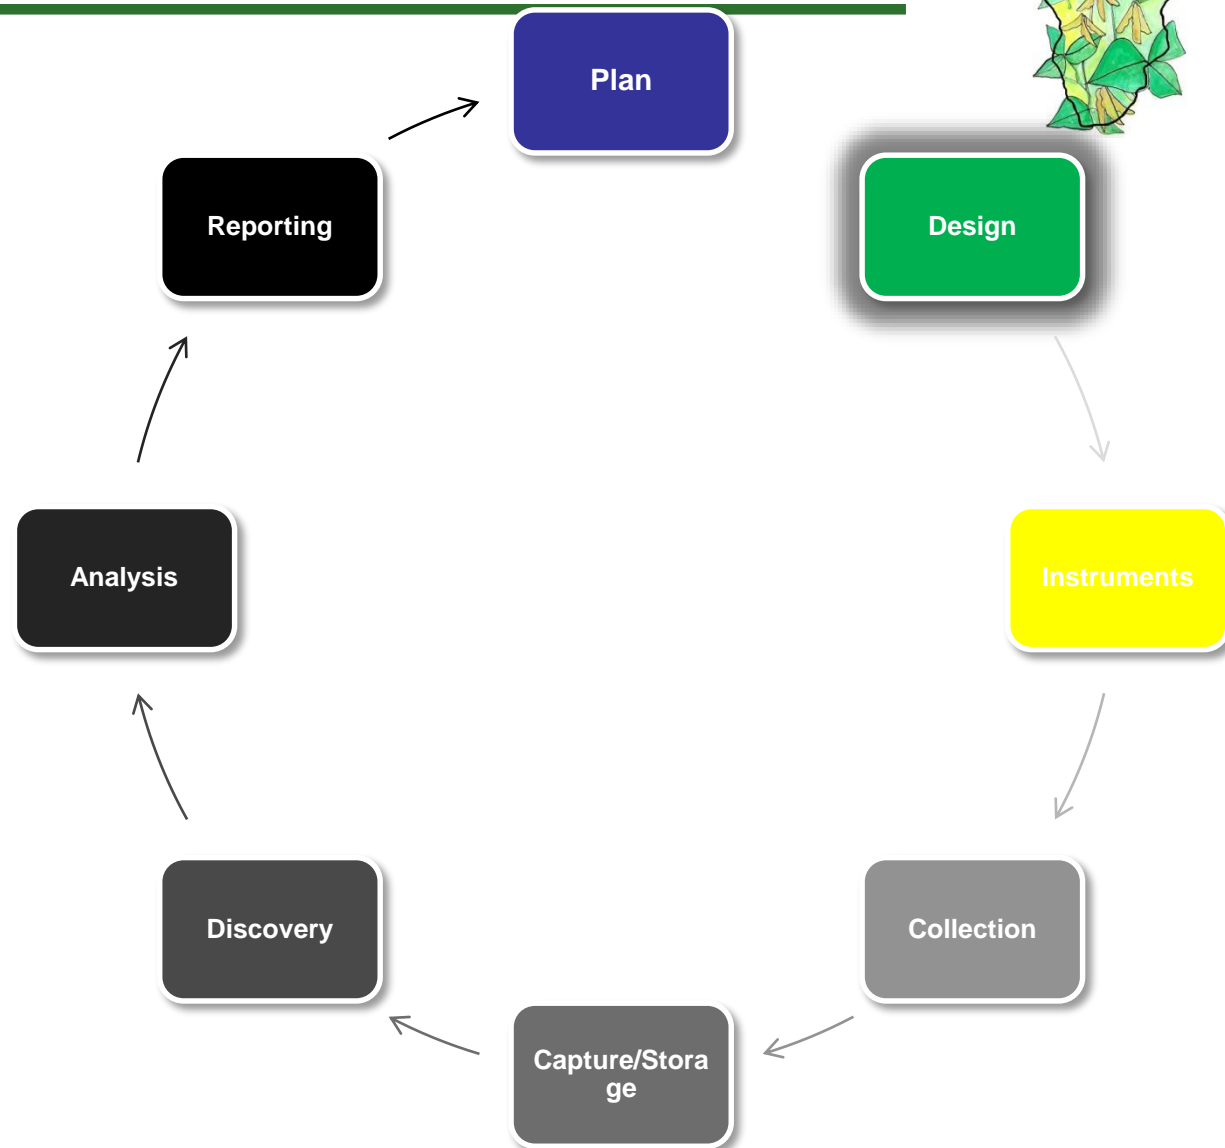 Plan
Design
Instruments
Collection
Capture/Stora
ge
Discovery
Analysis
Reporting